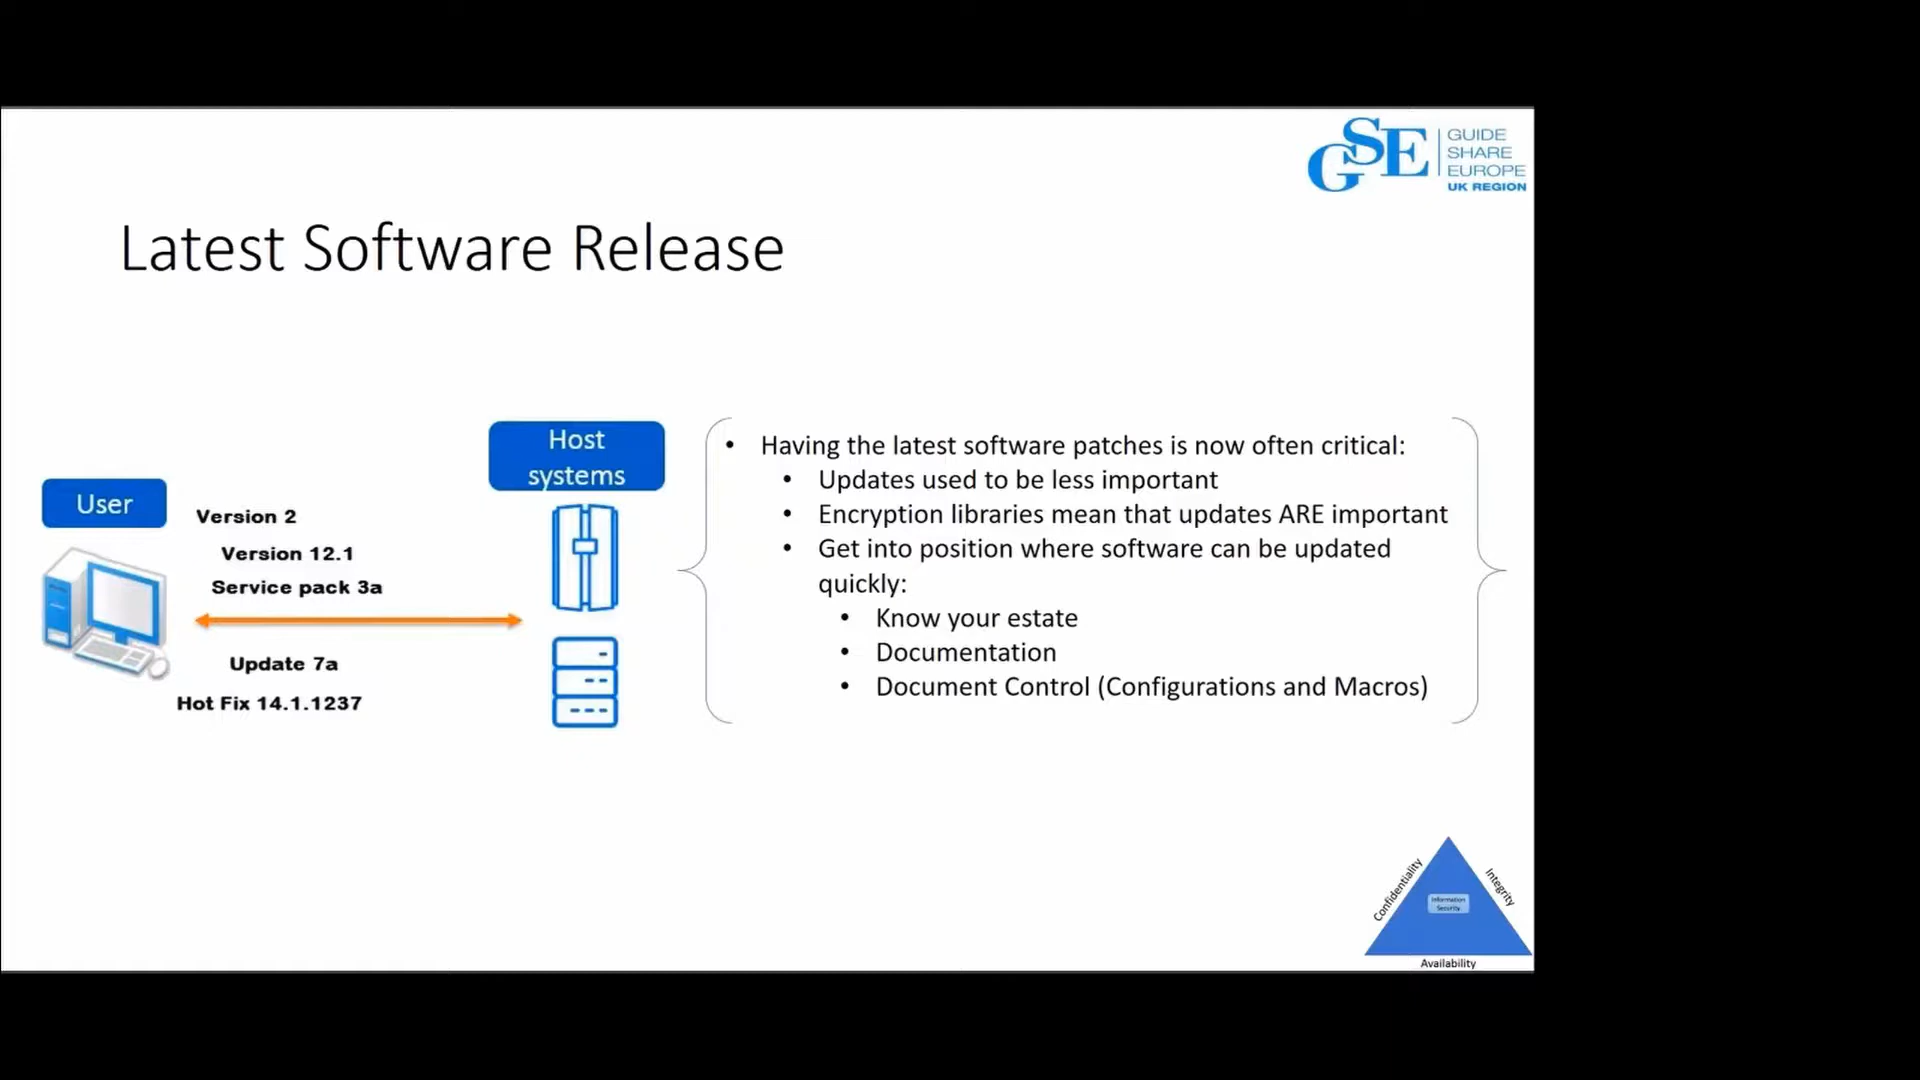 GSE
GUIDE
SHARE
EUROPE
UK REGION
Latest Software Release
User
Version 2
Version 12.1
Service pack 3a
Update 7a
Hot Fix 14.1.1237
Host
systems
• Having the latest software patches is now often critical:
• Updates used to be less important
• Encryption libraries mean that updates ARE important
• Get into position where software can be updated
quickly:
• Know your estate
• Documentation
• Document Control (Configurations and Macros)
Confidentiality
Integrity
Information
Security
Availability